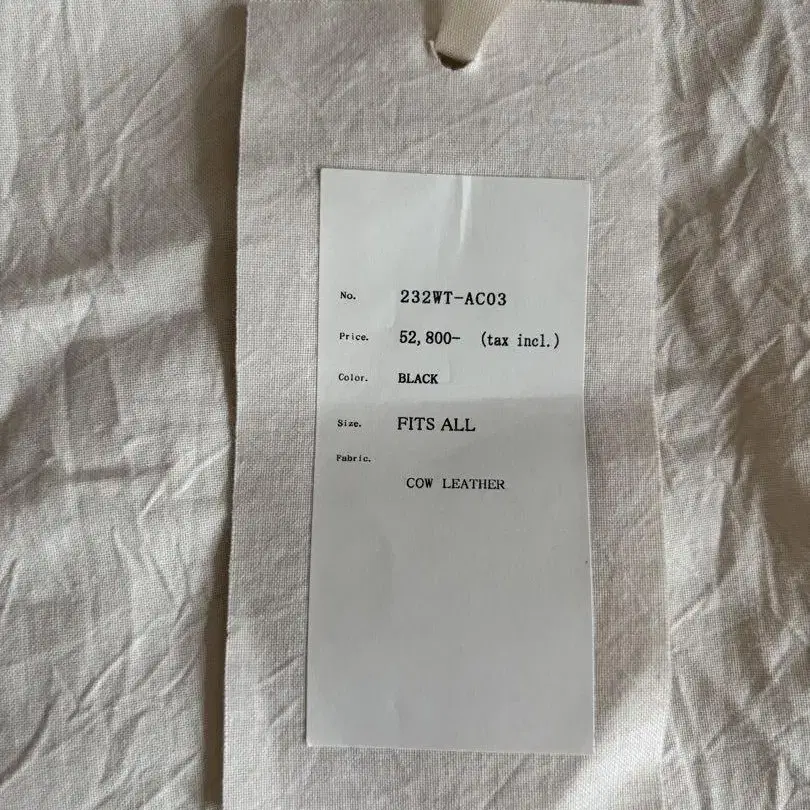 No. 232WT-AC03
Price. 52,800- (tax incl.)
Color. BLACK
Size. FITS ALL
Fabric.
COW LEATHER